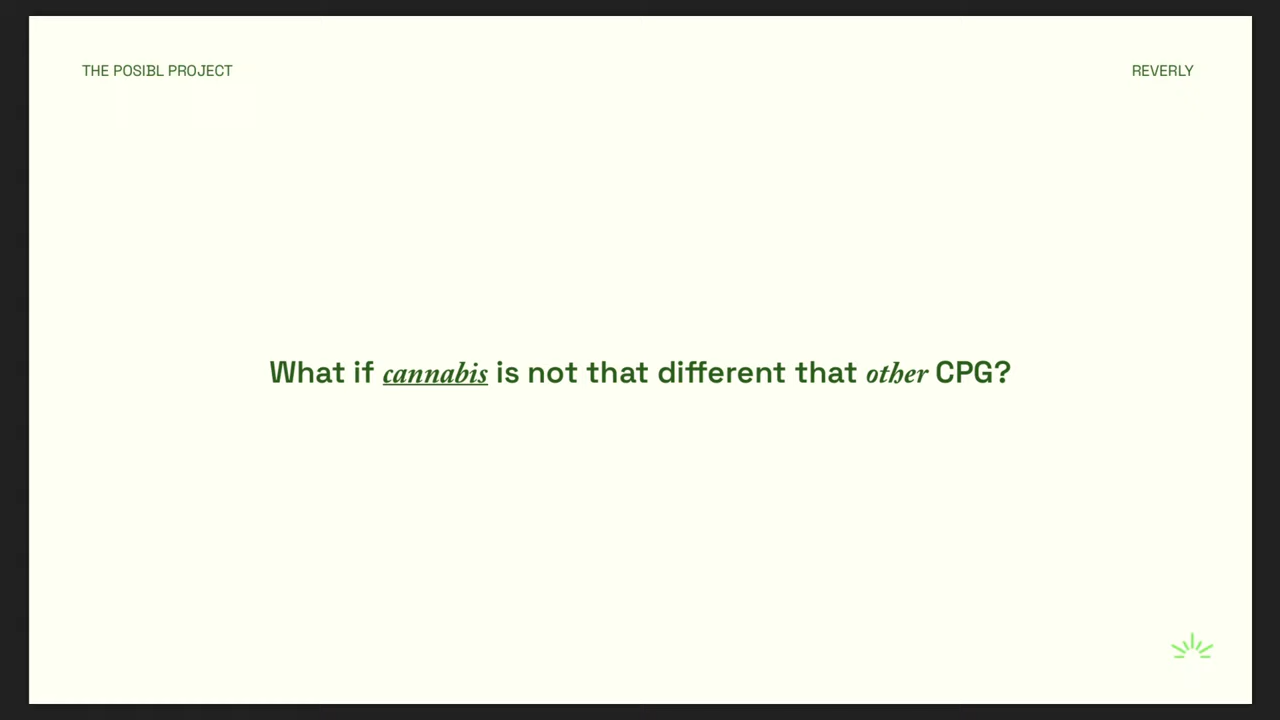 THE POSIBL PROJECT
REVERLY
What if cannabis is not that different that other CPG?